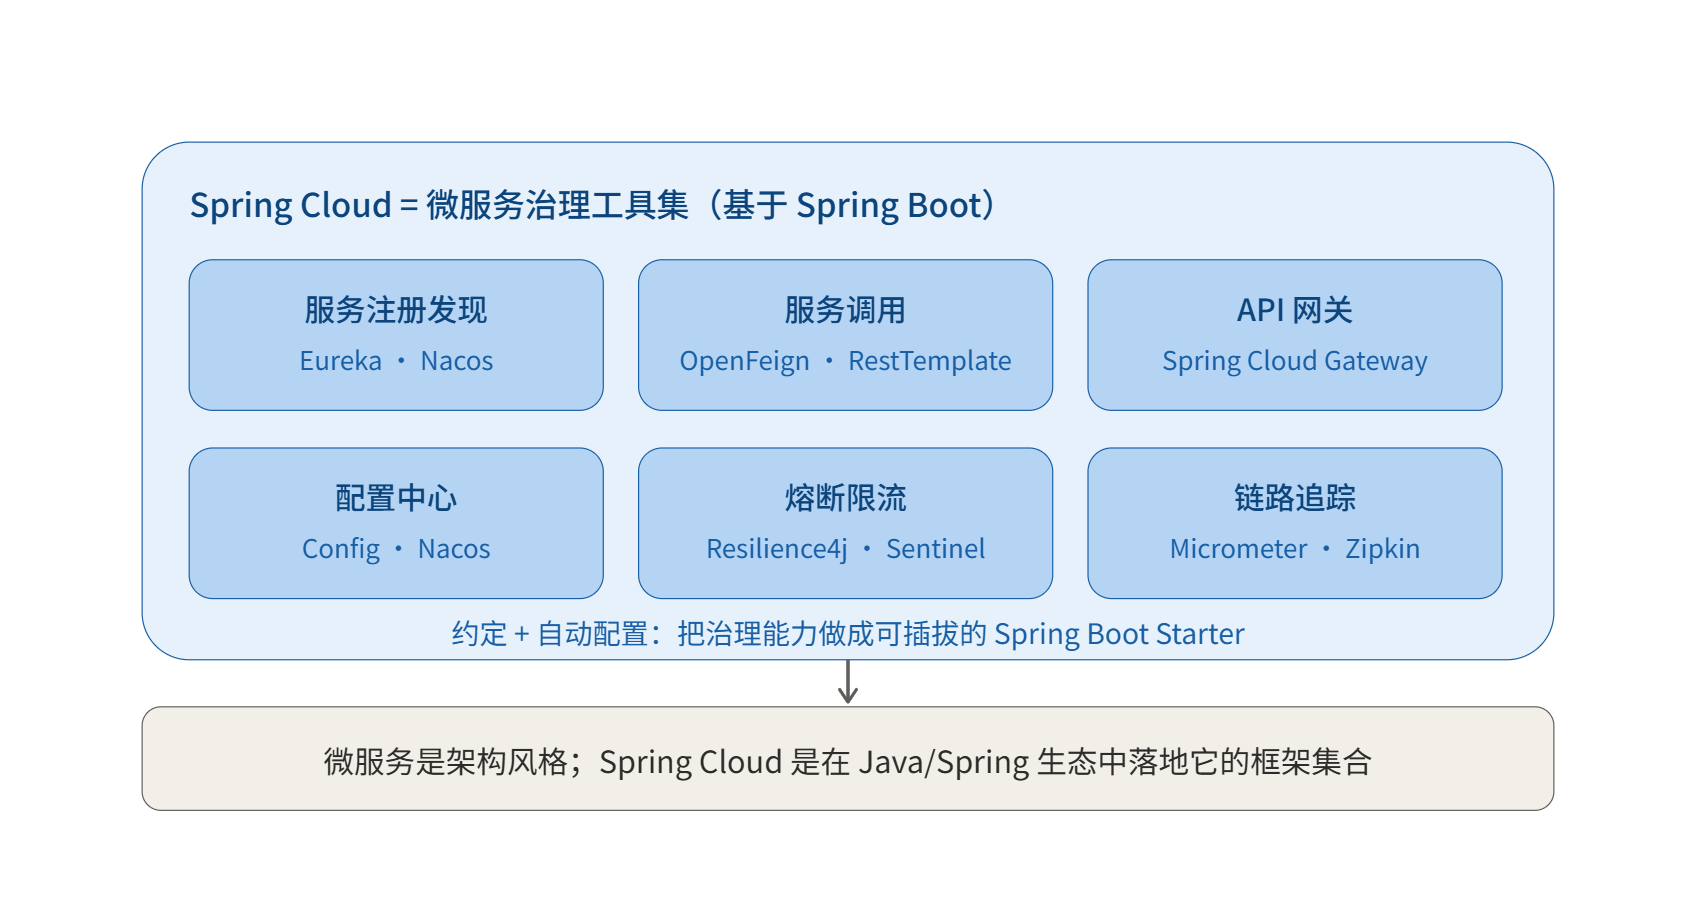 Spring Cloud = 微服务治理工具集（基于 Spring Boot）
服务注册发现
Eureka · Nacos
服务调用
OpenFeign · RestTemplate
API 网关
Spring Cloud Gateway
配置中心
Config · Nacos
熔断限流
Resilience4j · Sentinel
链路追踪
Micrometer · Zipkin
约定 + 自动配置：把治理能力做成可插拔的 Spring Boot Starter
微服务是架构风格；Spring Cloud 是在 Java/Spring 生态中落地它的框架集合